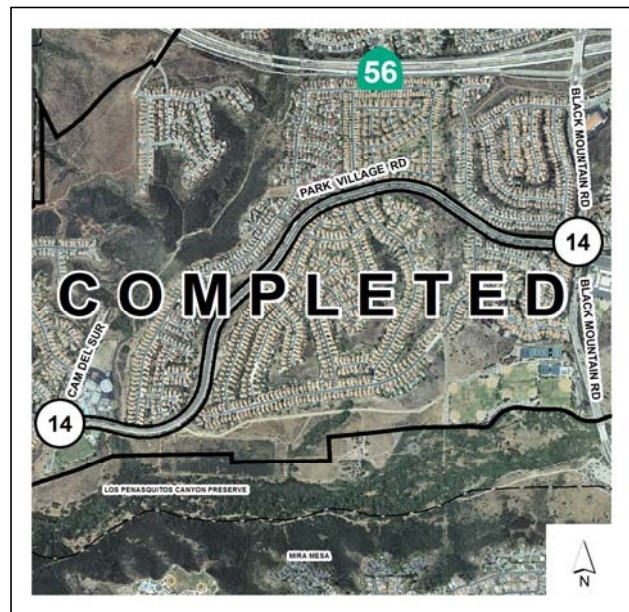 56
BLACK MOUNTAIN RD
PARK VILLAGE RD
14
COMPLETED
CAM DEL SUR
BLACK MOUNTAIN RD
14
LOS PENASQUITOS CANYON PRESERVE
MIRA MESA
N